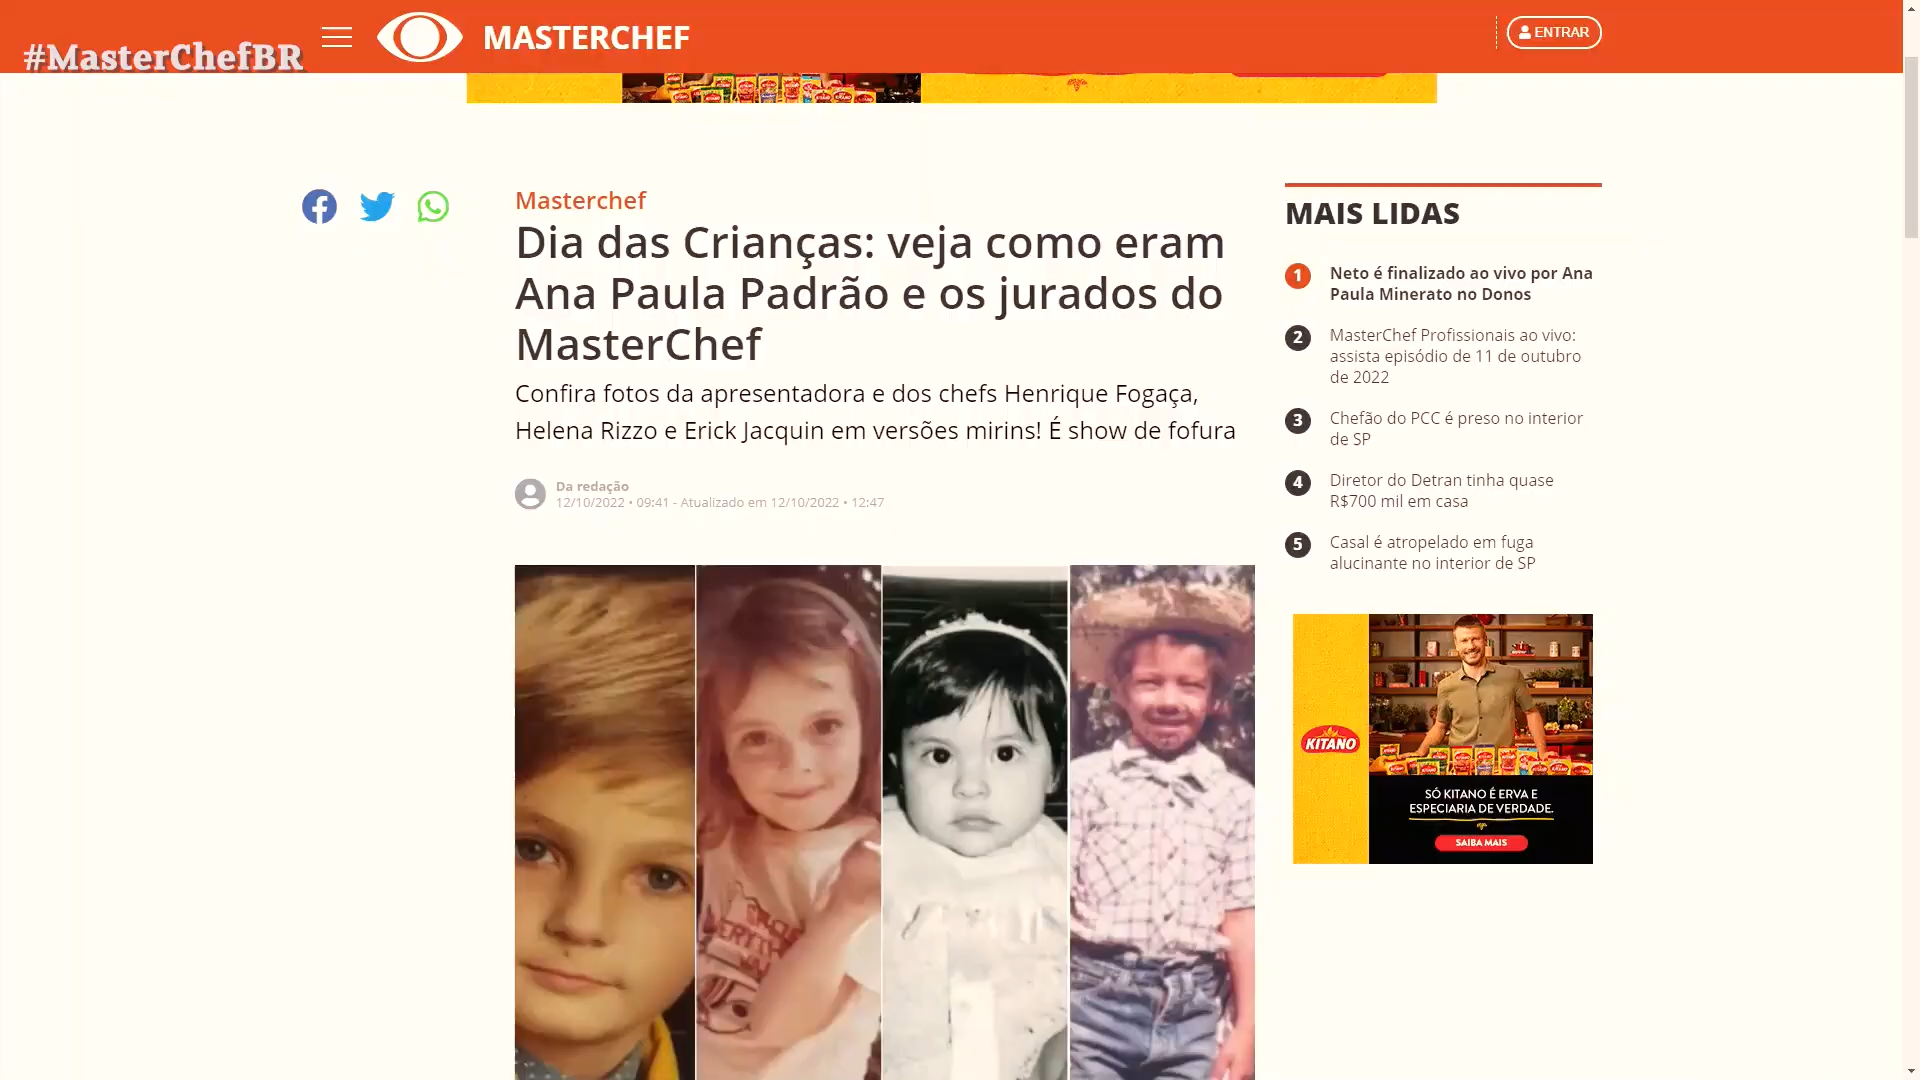 #MasterChefBR
MASTERCHEF
ENTRAR
Masterchef
Dia das Crianças: veja como eram
Ana Paula Padrão e os jurados do
MasterChef
Confira fotos da apresentadora e dos chefs Henrique Fogaça,
Helena Rizzo e Erick Jacquin em versões mirins! É show de fofura
Da redação
12/10/2022 • 09:41 - Atualizado em 12/10/2022 • 12:47
MAIS LIDAS
1
Neto é finalizado ao vivo por Ana
Paula Minerato no Donos
2
MasterChef Profissionais ao vivo:
assista episódio de 11 de outubro
de 2022
3
Chefão do PCC é preso no interior
de SP
4
Diretor do Detran tinha quase
R$700 mil em casa
5
Casal é atropelado em fuga
alucinante no interior de SP
KITANO
SÓ KITANO É ERVA E
ESPECIARIA DE VERDADE.
SAIBA MAIS